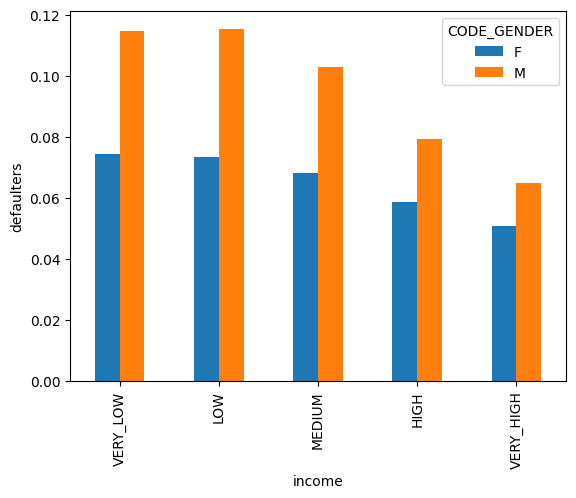 0.12
0.10
0.08
0.06
0.04
0.02
0.00
defaulters
CODE_GENDER
F
M
VERY_LOW
LOW
MEDIUM
HIGH
VERY_HIGH
income